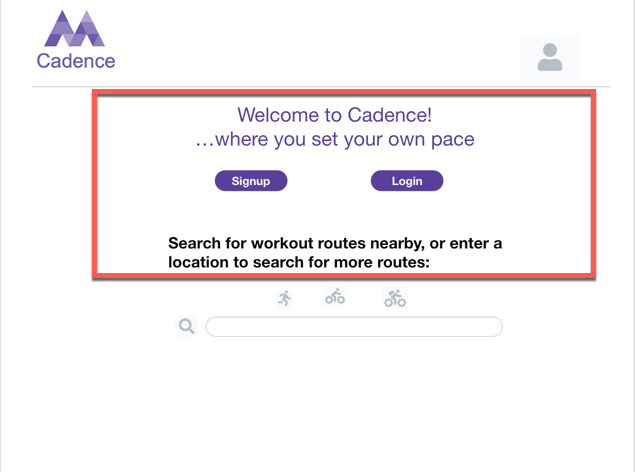 Cadence
Welcome to Cadence!
…where you set your own pace
Signup
Login
Search for workout routes nearby, or enter a
location to search for more routes: